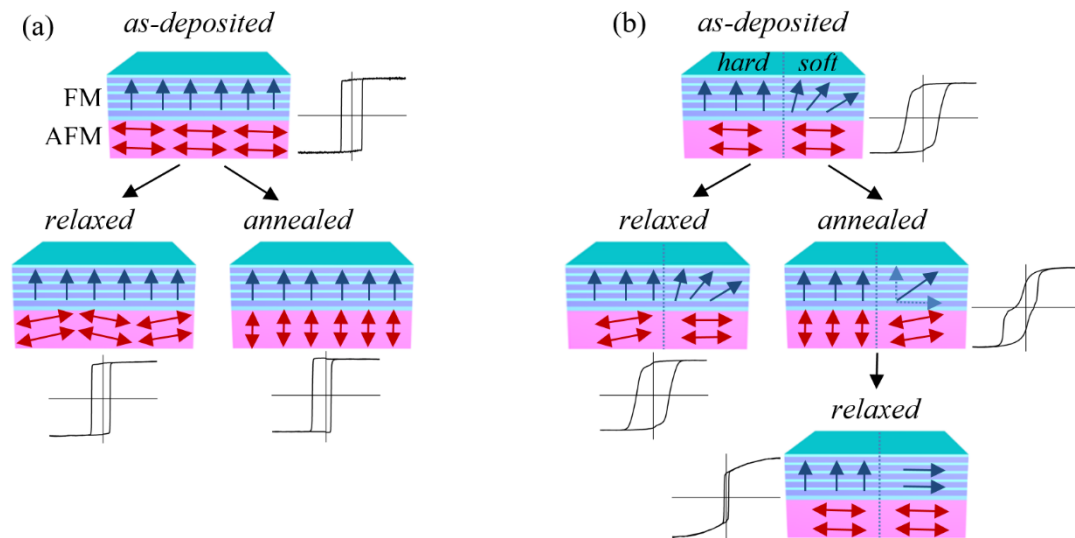 (a)
as-deposited
FM
AFM
relaxed
annealed
(b)
as-deposited
hard
soft
relaxed
annealed
relaxed